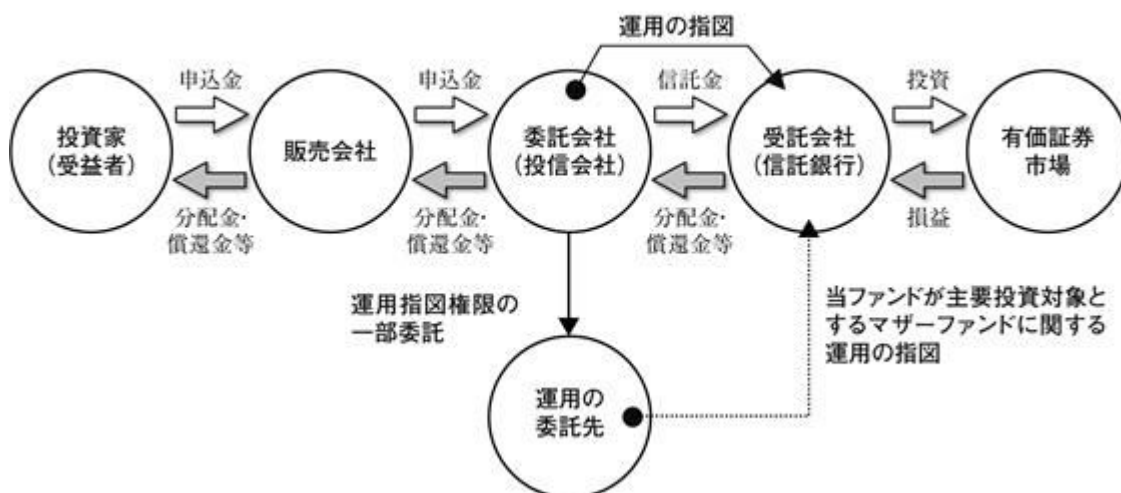 運用の指図
申込金
申込金
信託金
投資
投資家
(受益者)
販売会社
委託会社
(投信会社)
受託会社
(信託銀行)
有価証券
市場
分配金・
償還金等
分配金・
償還金等
分配金・
償還金等
損益
運用指図権限の
一部委託
当ファンドが主要投資対象と
するマザーファンドに関する
運用の指図
運用の
委託先